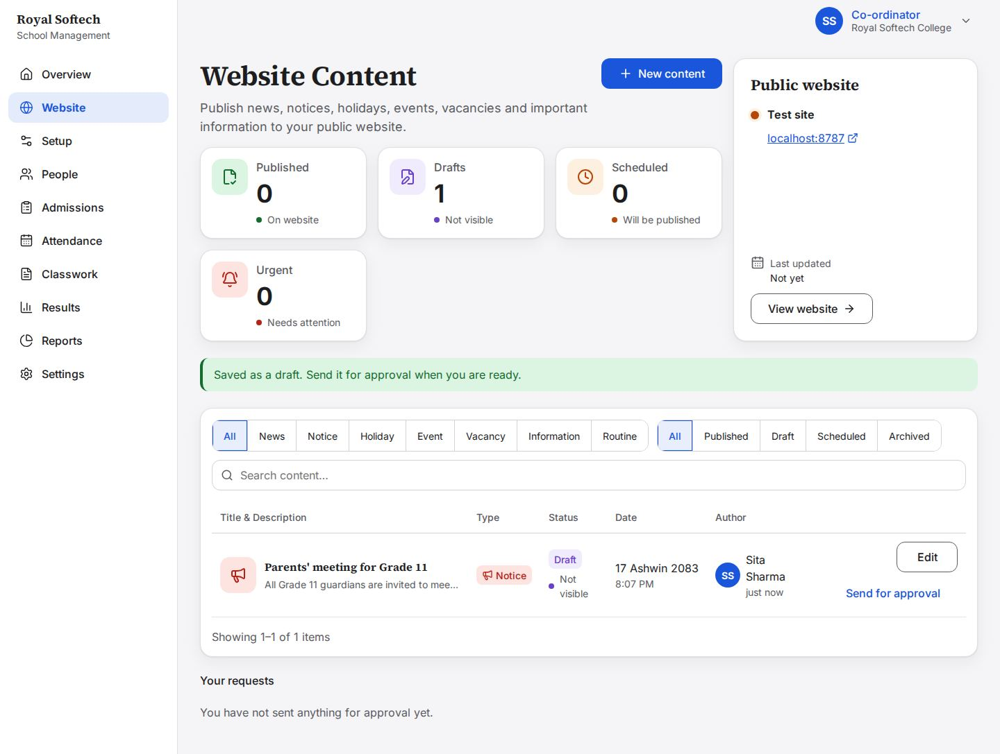 Royal Softech
School Management
SS
Co-ordinator
Royal Softech College
Overview
Website
Setup
People
Admissions
Attendance
Classwork
Results
Reports
Settings
Website Content
New content
Publish news, notices, holidays, events, vacancies and important
information to your public website.
Published
0
On website
Drafts
1
Not visible
Scheduled
0
Will be published
Urgent
0
Needs attention
Public website
Test site
localhost:8787
Last updated
Not yet
View website
Saved as a draft. Send it for approval when you are ready.
All News Notice Holiday Event Vacancy Information Routine
All Published Draft Scheduled Archived
Search content...
Title & Description Type Status Date Author
Parents' meeting for Grade 11
All Grade 11 guardians are invited to mee...
Notice
Draft
Not
visible
17 Ashwin 2083
8:07 PM
SS
Sita
Sharma
just now
Edit
Send for approval
Showing 1–1 of 1 items
Your requests
You have not sent anything for approval yet.